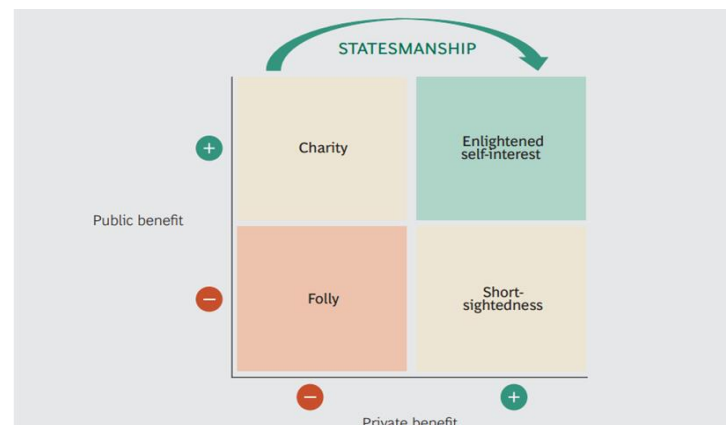 STATESMANSHIP
+
Charity
Enlightened
self-interest
Public benefit
−
Folly
Short-
sightedness
−
+
Private benefit